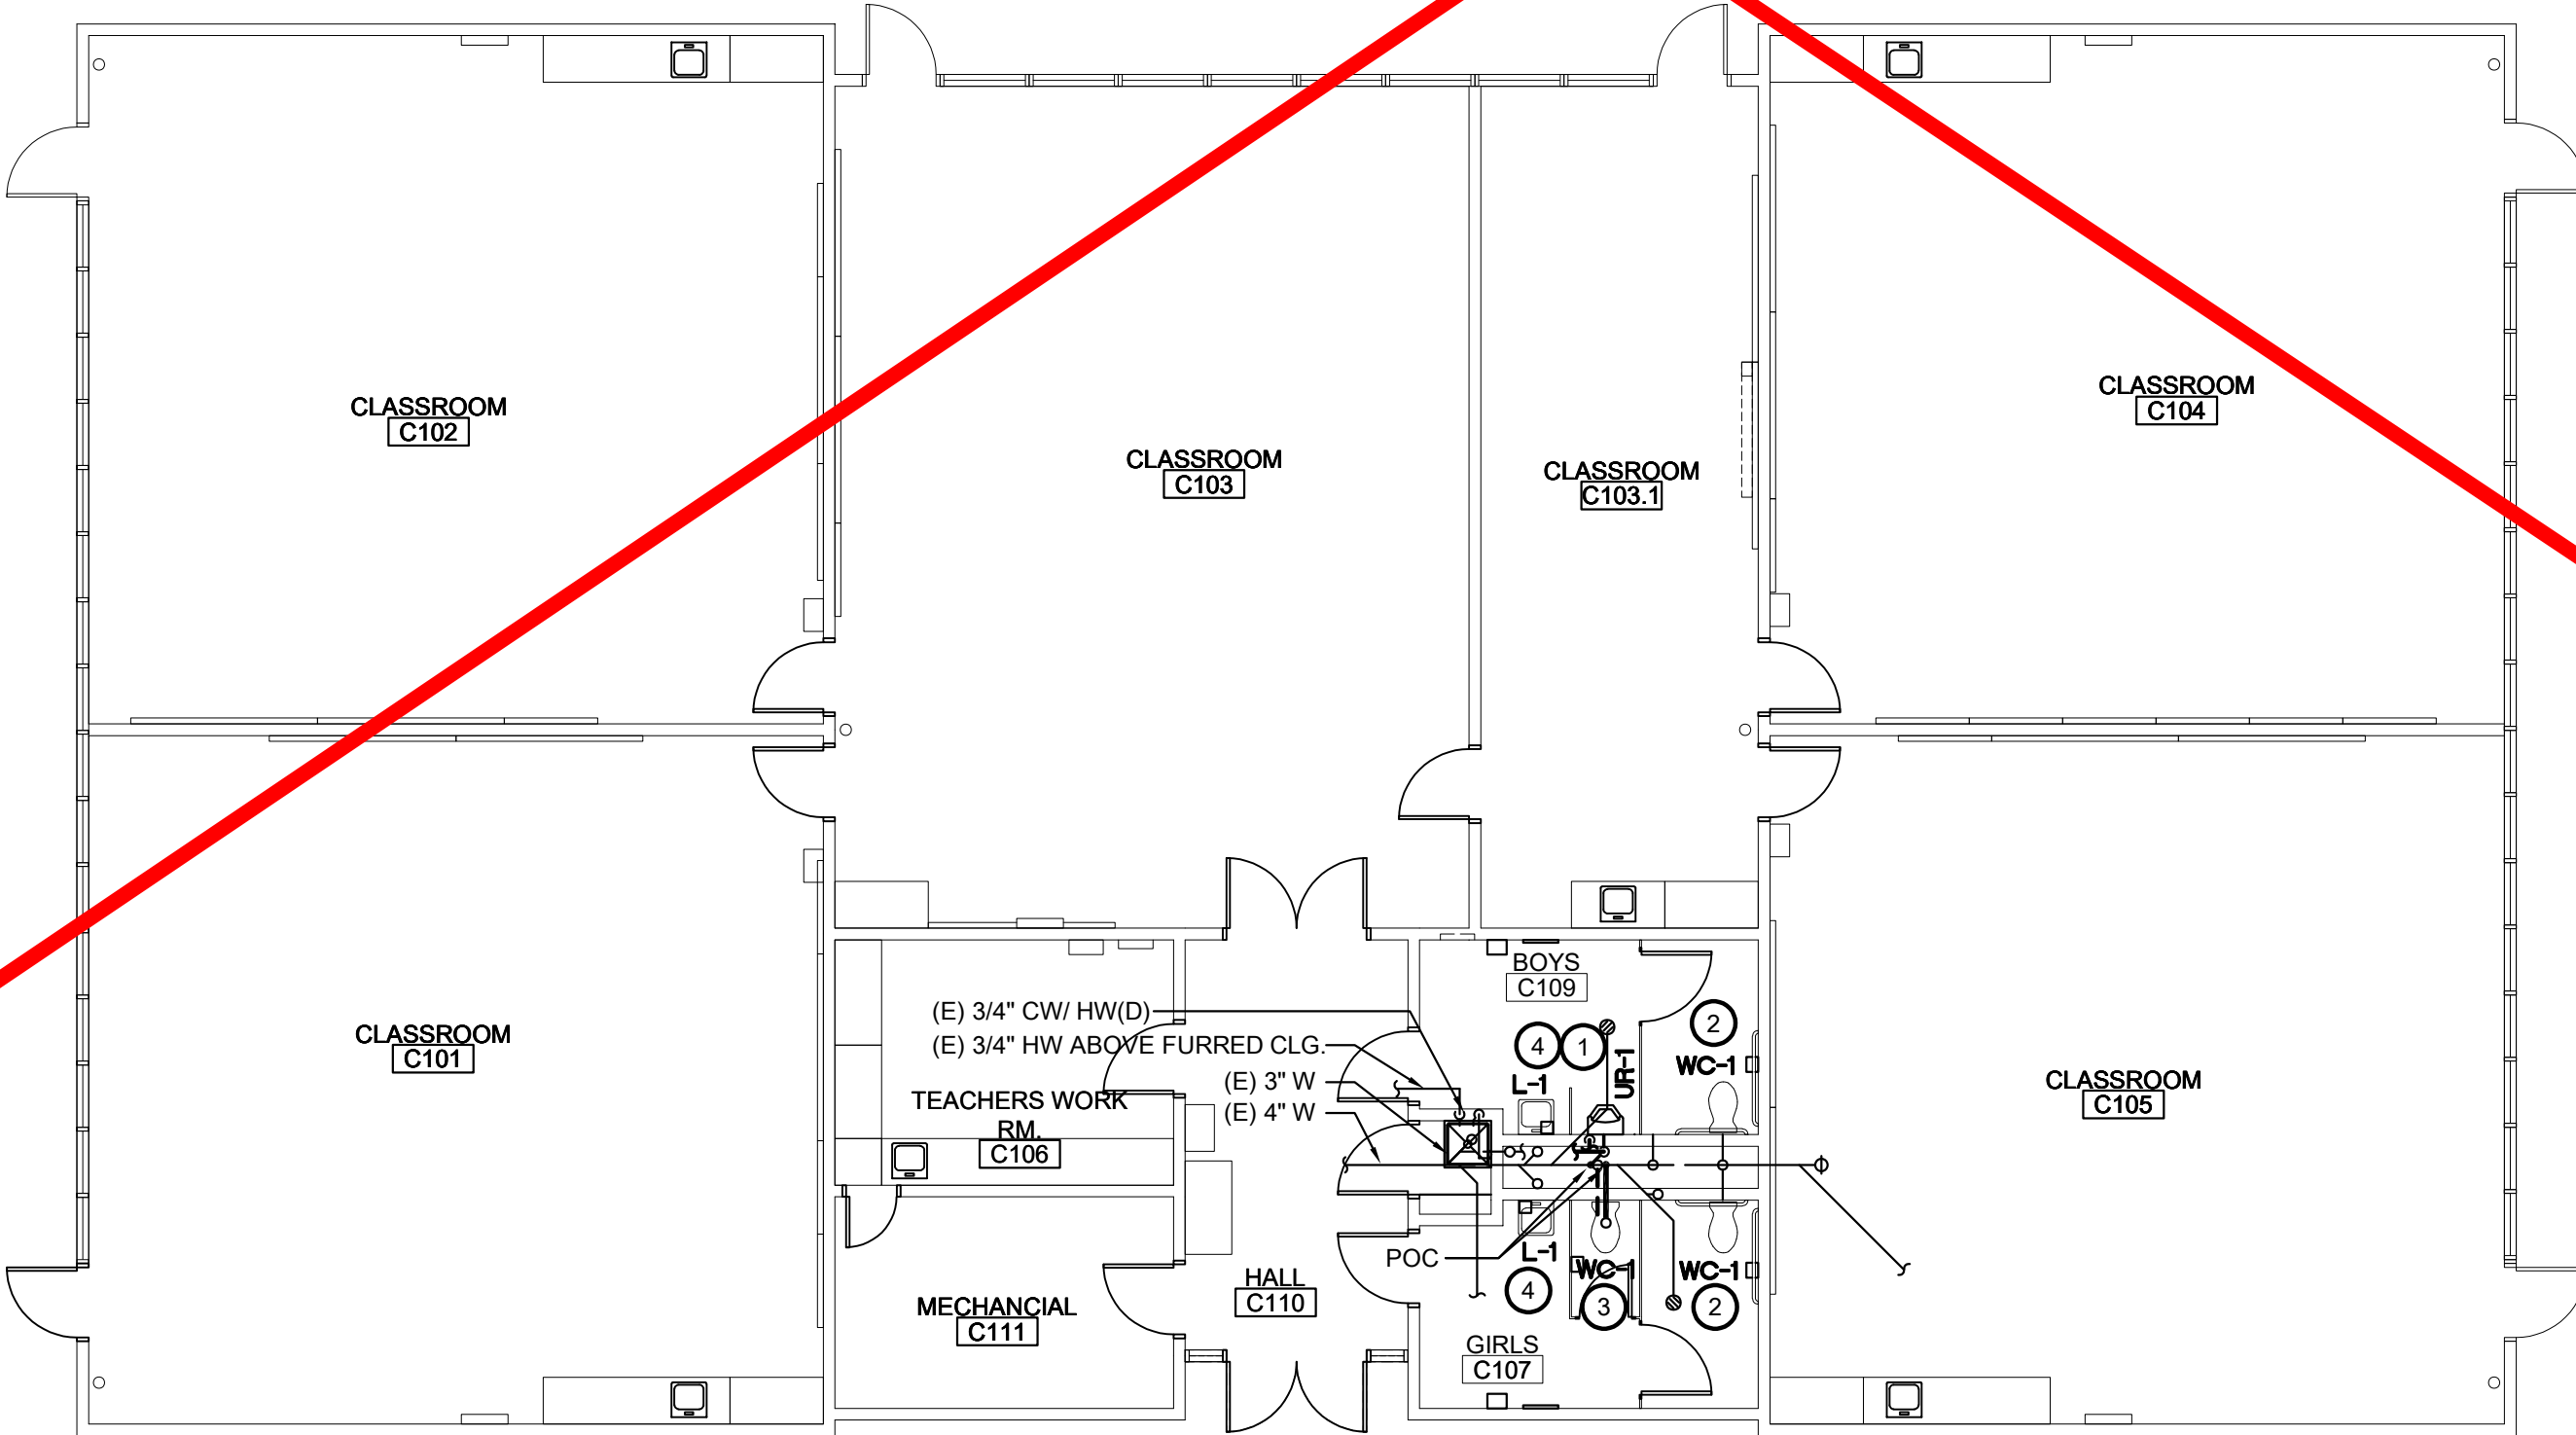 CLASSROOM
C102
CLASSROOM
C103
CLASSROOM
C103.1
CLASSROOM
C104
CLASSROOM
C101
TEACHERS WORK
RM.
C106
MECHANCIAL
C111
HALL
C110
(E) 3/4" CW/ HW(D)
(E) 3/4" HW ABOVE FURRED CLG.
(E) 3" W
(E) 4" W
BOYS
C109
4
1
2
L-1
UR-1
WC-1
POC
L-1
4
WC-1
3
WC-1
2
GIRLS
C107
CLASSROOM
C105